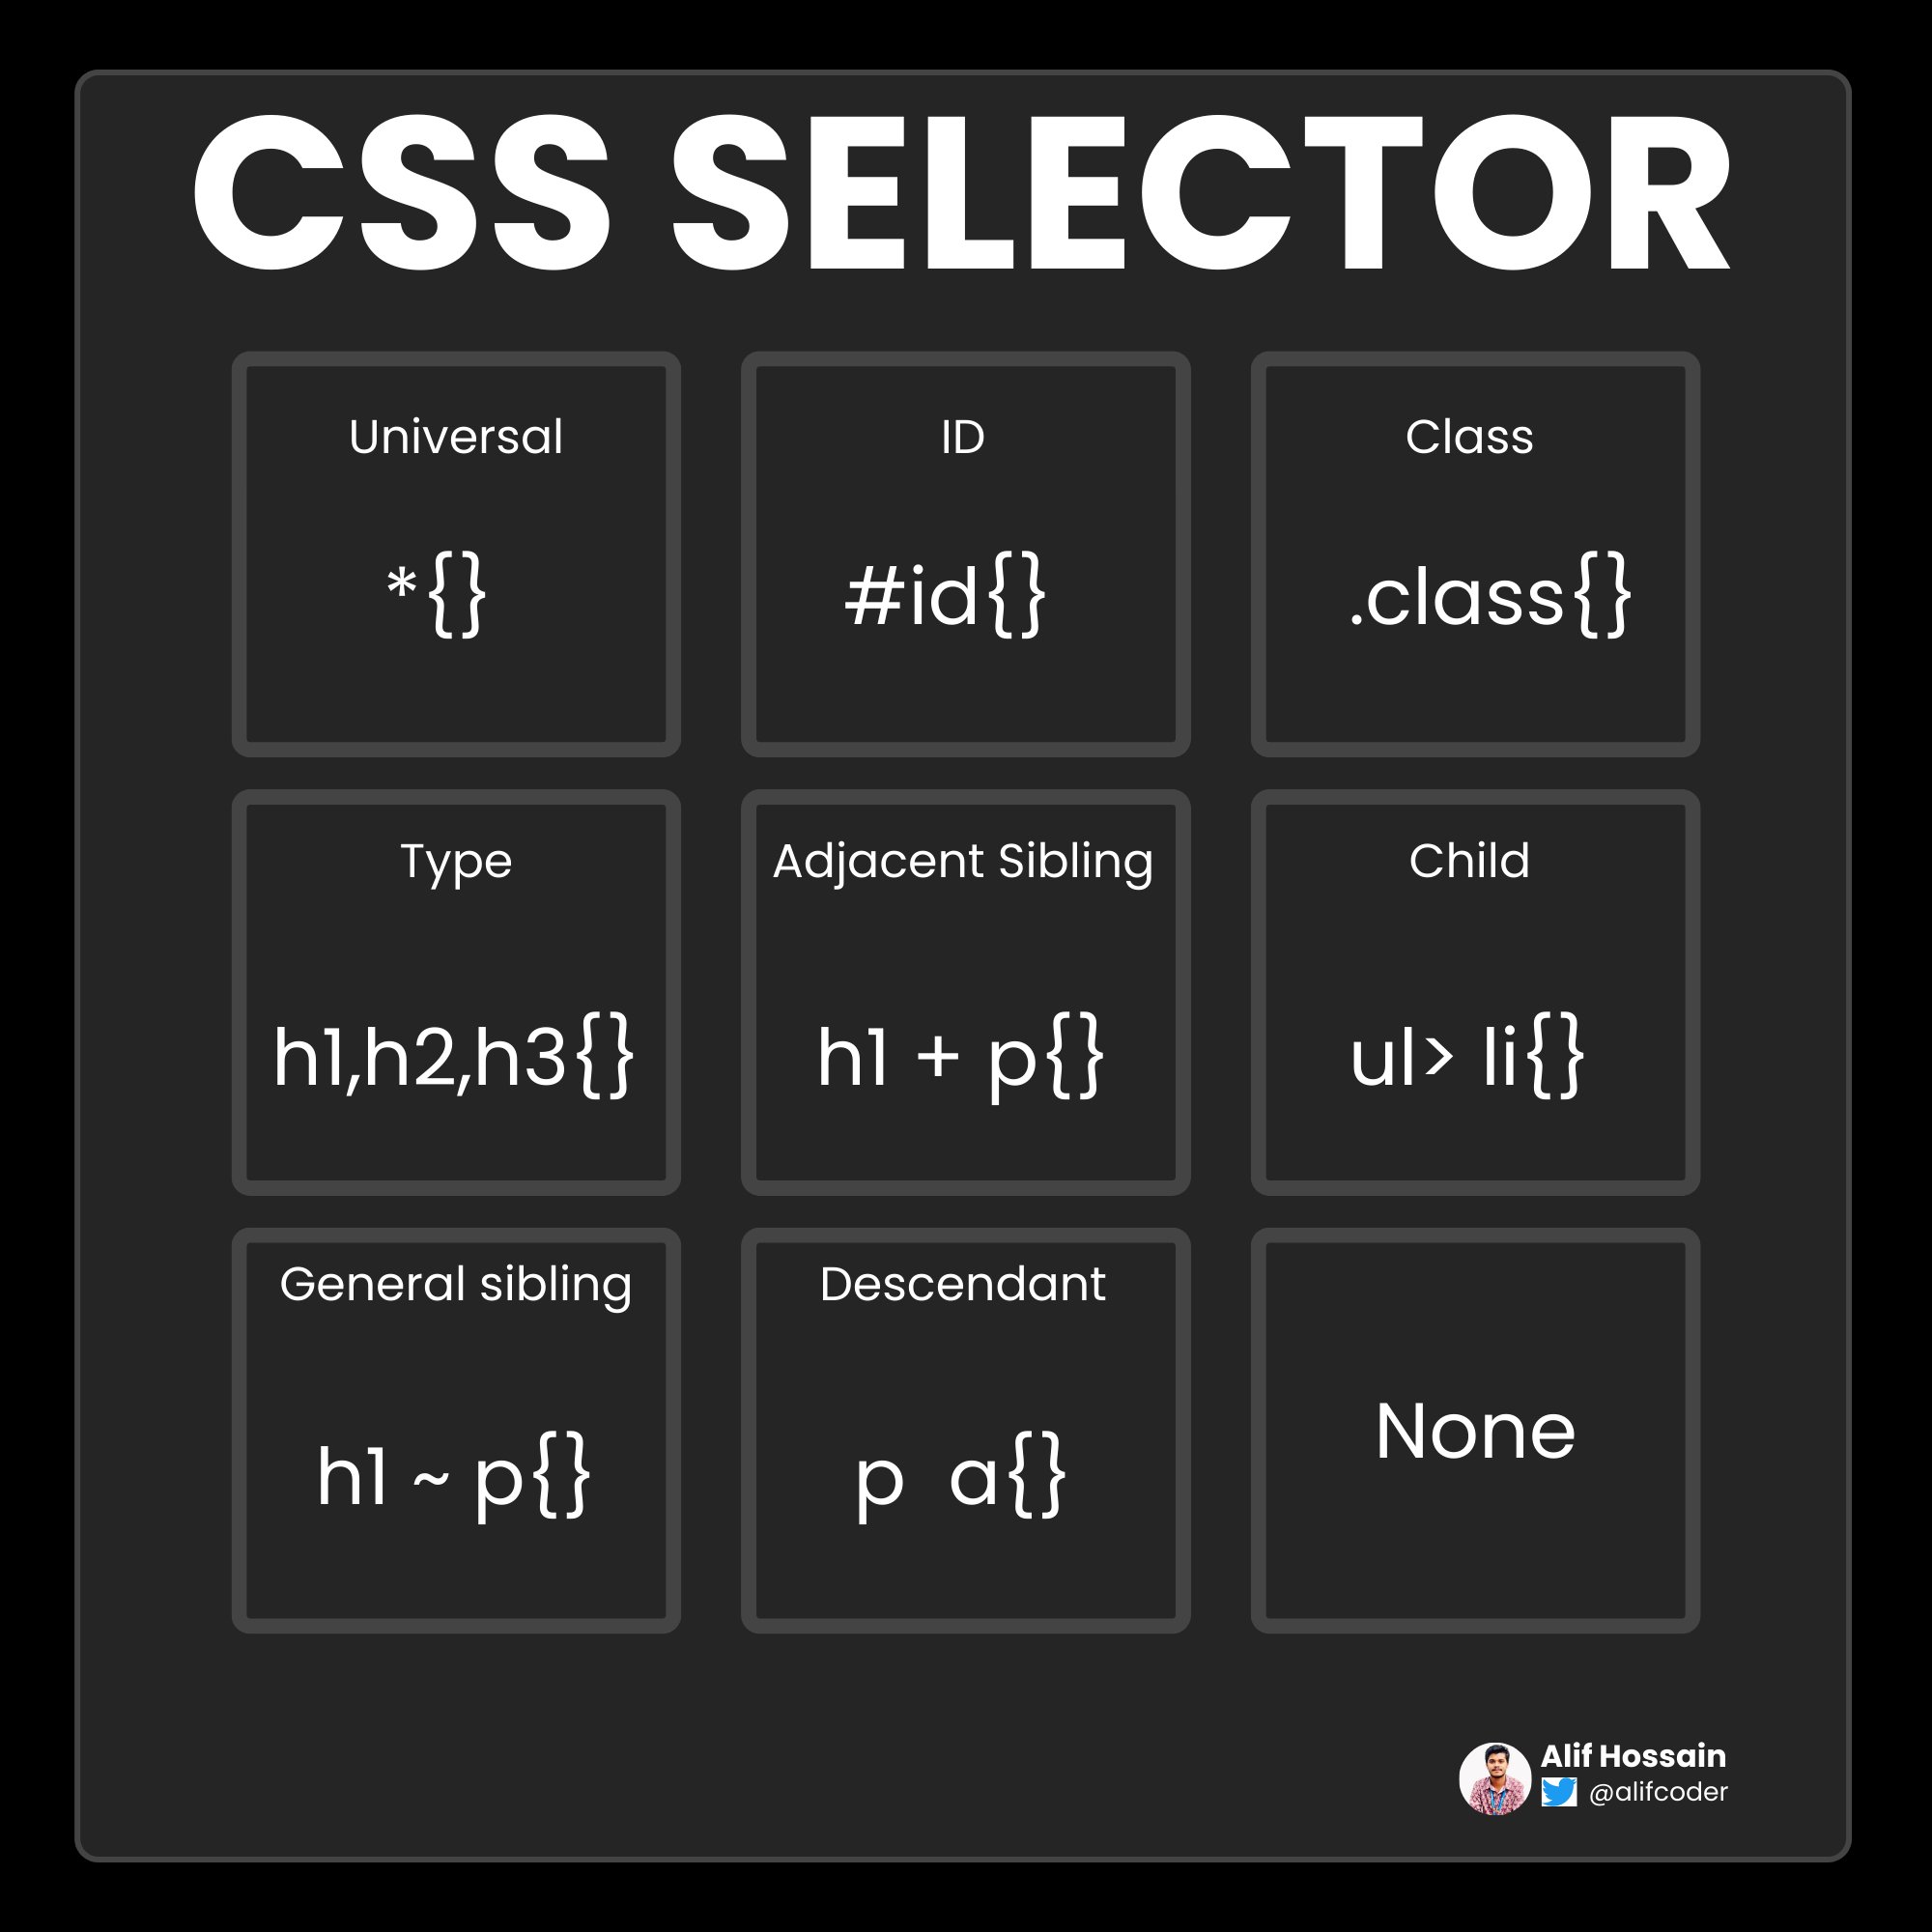 CSS SELECTOR
Universal
*{}
ID
#id{}
Class
.class{}
Type
h1,h2,h3{}
Adjacent Sibling
h1 + p{}
Child
ul> li{}
General sibling
h1 ~ p{}
Descendant
p  a{}
None
Alif Hossain
@alifcoder